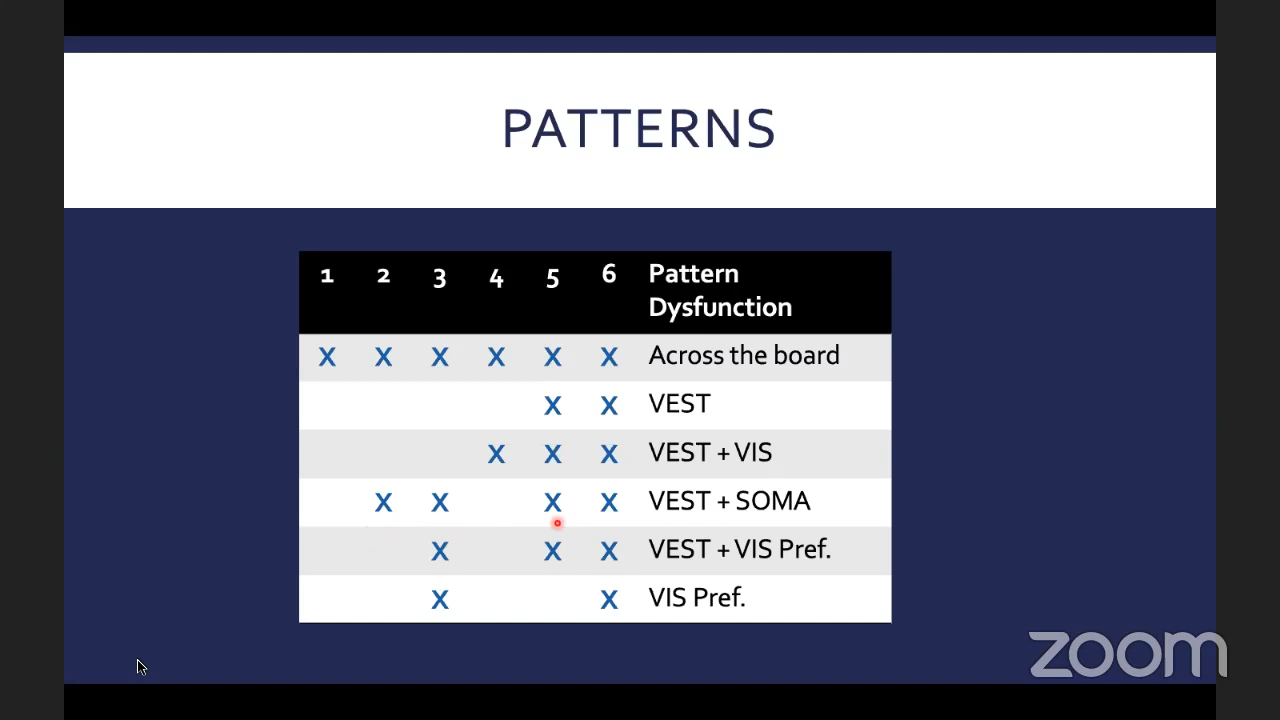 PATTERNS
1 2 3 4 5 6 Pattern
Dysfunction
X X X X X X Across the board
X X VEST
X X X VEST + VIS
X X X X VEST + SOMA
X X X VEST + VIS Pref.
X X VIS Pref.
zoom